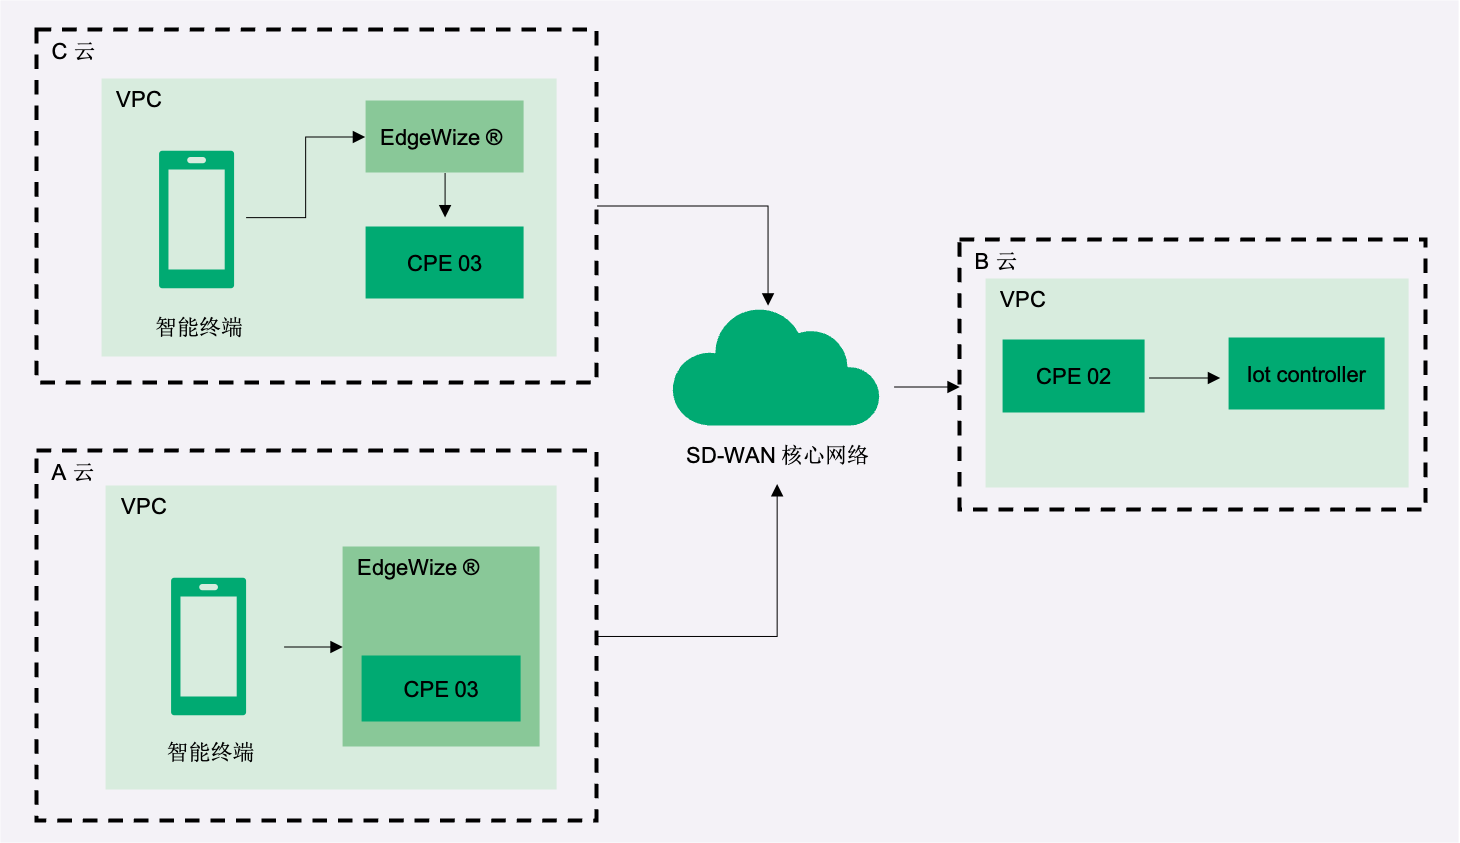 C 云
VPC
EdgeWize ®
CPE 03
智能终端
A 云
VPC
EdgeWize ®
CPE 03
智能终端
SD-WAN 核心网络
B 云
VPC
CPE 02
Iot controller